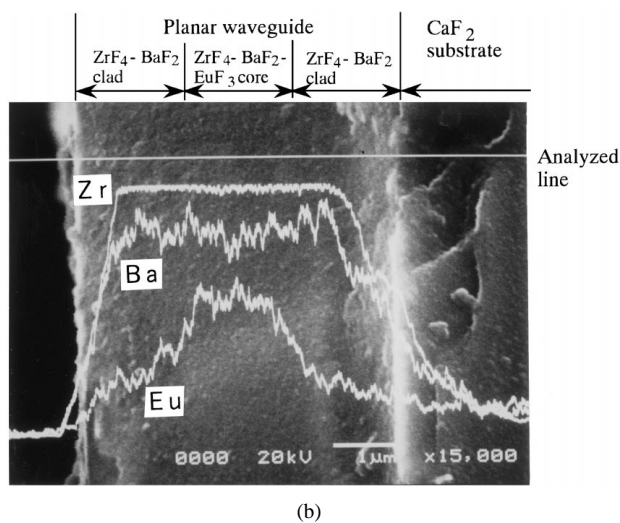 Planar waveguide
CaF2
substrate
ZrF4 - BaF2
clad
ZrF4 - BaF2 -
EuF3 core
ZrF4 - BaF2
clad
Analyzed
line
Zr
Ba
Eu
0000 20kV 1μm x15,000
(b)